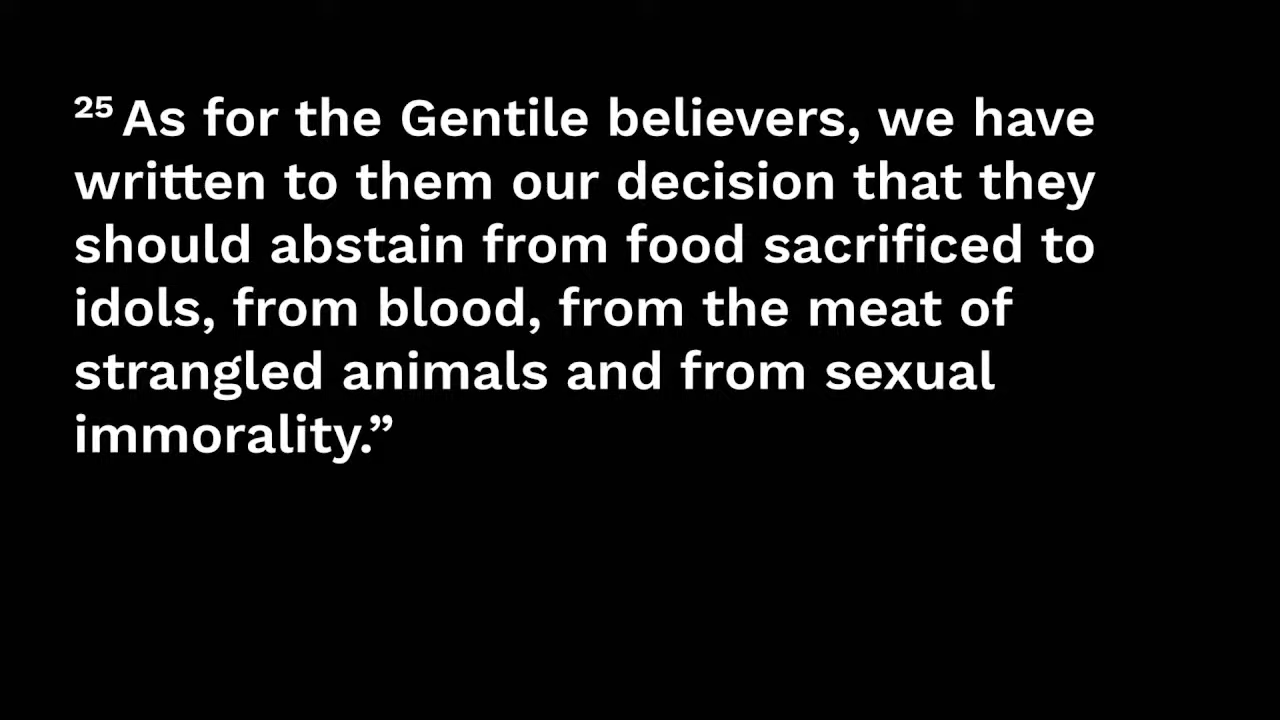 ²⁵ As for the Gentile believers, we have
written to them our decision that they
should abstain from food sacrificed to
idols, from blood, from the meat of
strangled animals and from sexual
immorality.”